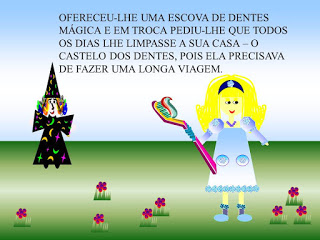 OFERECEU-LHE UMA ESCOVA DE DENTES
MÁGICA E EM TROCA PEDIU-LHE QUE TODOS
OS DIAS LHE LIMPASSE A SUA CASA – O
CASTELO DOS DENTES, POIS ELA PRECISAVA
DE FAZER UMA LONGA VIAGEM.